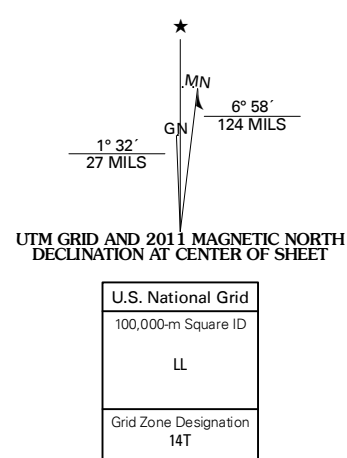 ★
MN
GN
6° 58´
124 MILS
1° 32´
27 MILS
UTM GRID AND 2011 MAGNETIC NORTH
DECLINATION AT CENTER OF SHEET
U.S. National Grid
100,000-m Square ID
LL
Grid Zone Designation
14T